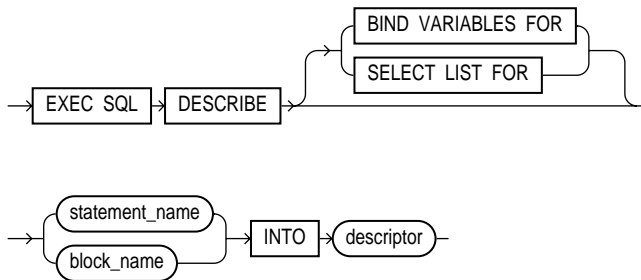 BIND VARIABLES FOR
SELECT LIST FOR
EXEC SQL DESCRIBE
statement_name
INTO descriptor
block_name